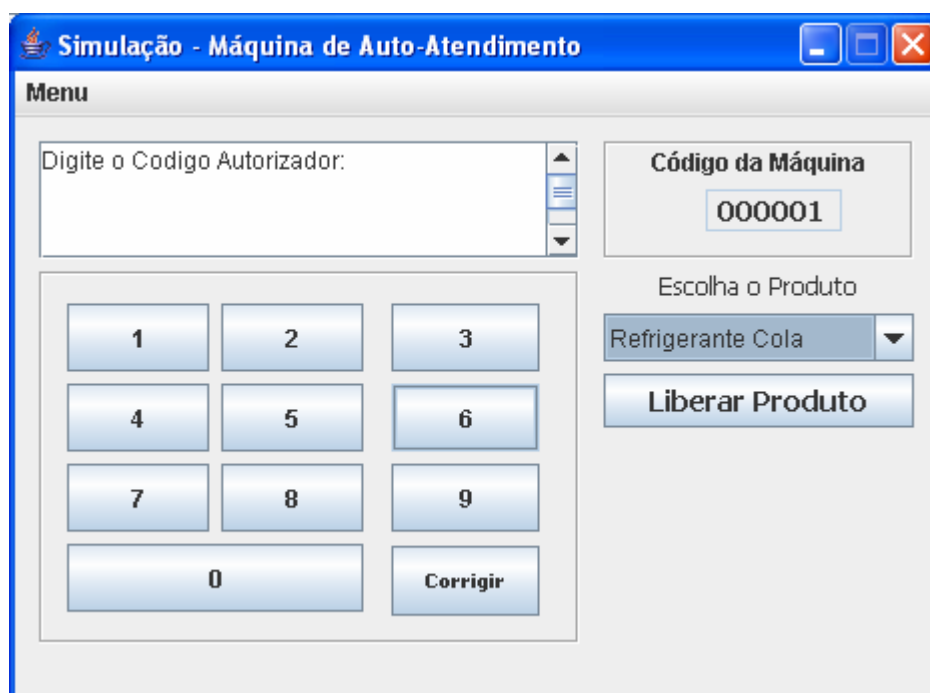 Simulação - Máquina de Auto-Atendimento
Menu
Digite o Codigo Autorizador:
Código da Máquina
000001
Escolha o Produto
Refrigerante Cola
Liberar Produto
1 2 3
4 5 6
7 8 9
0 Corrigir